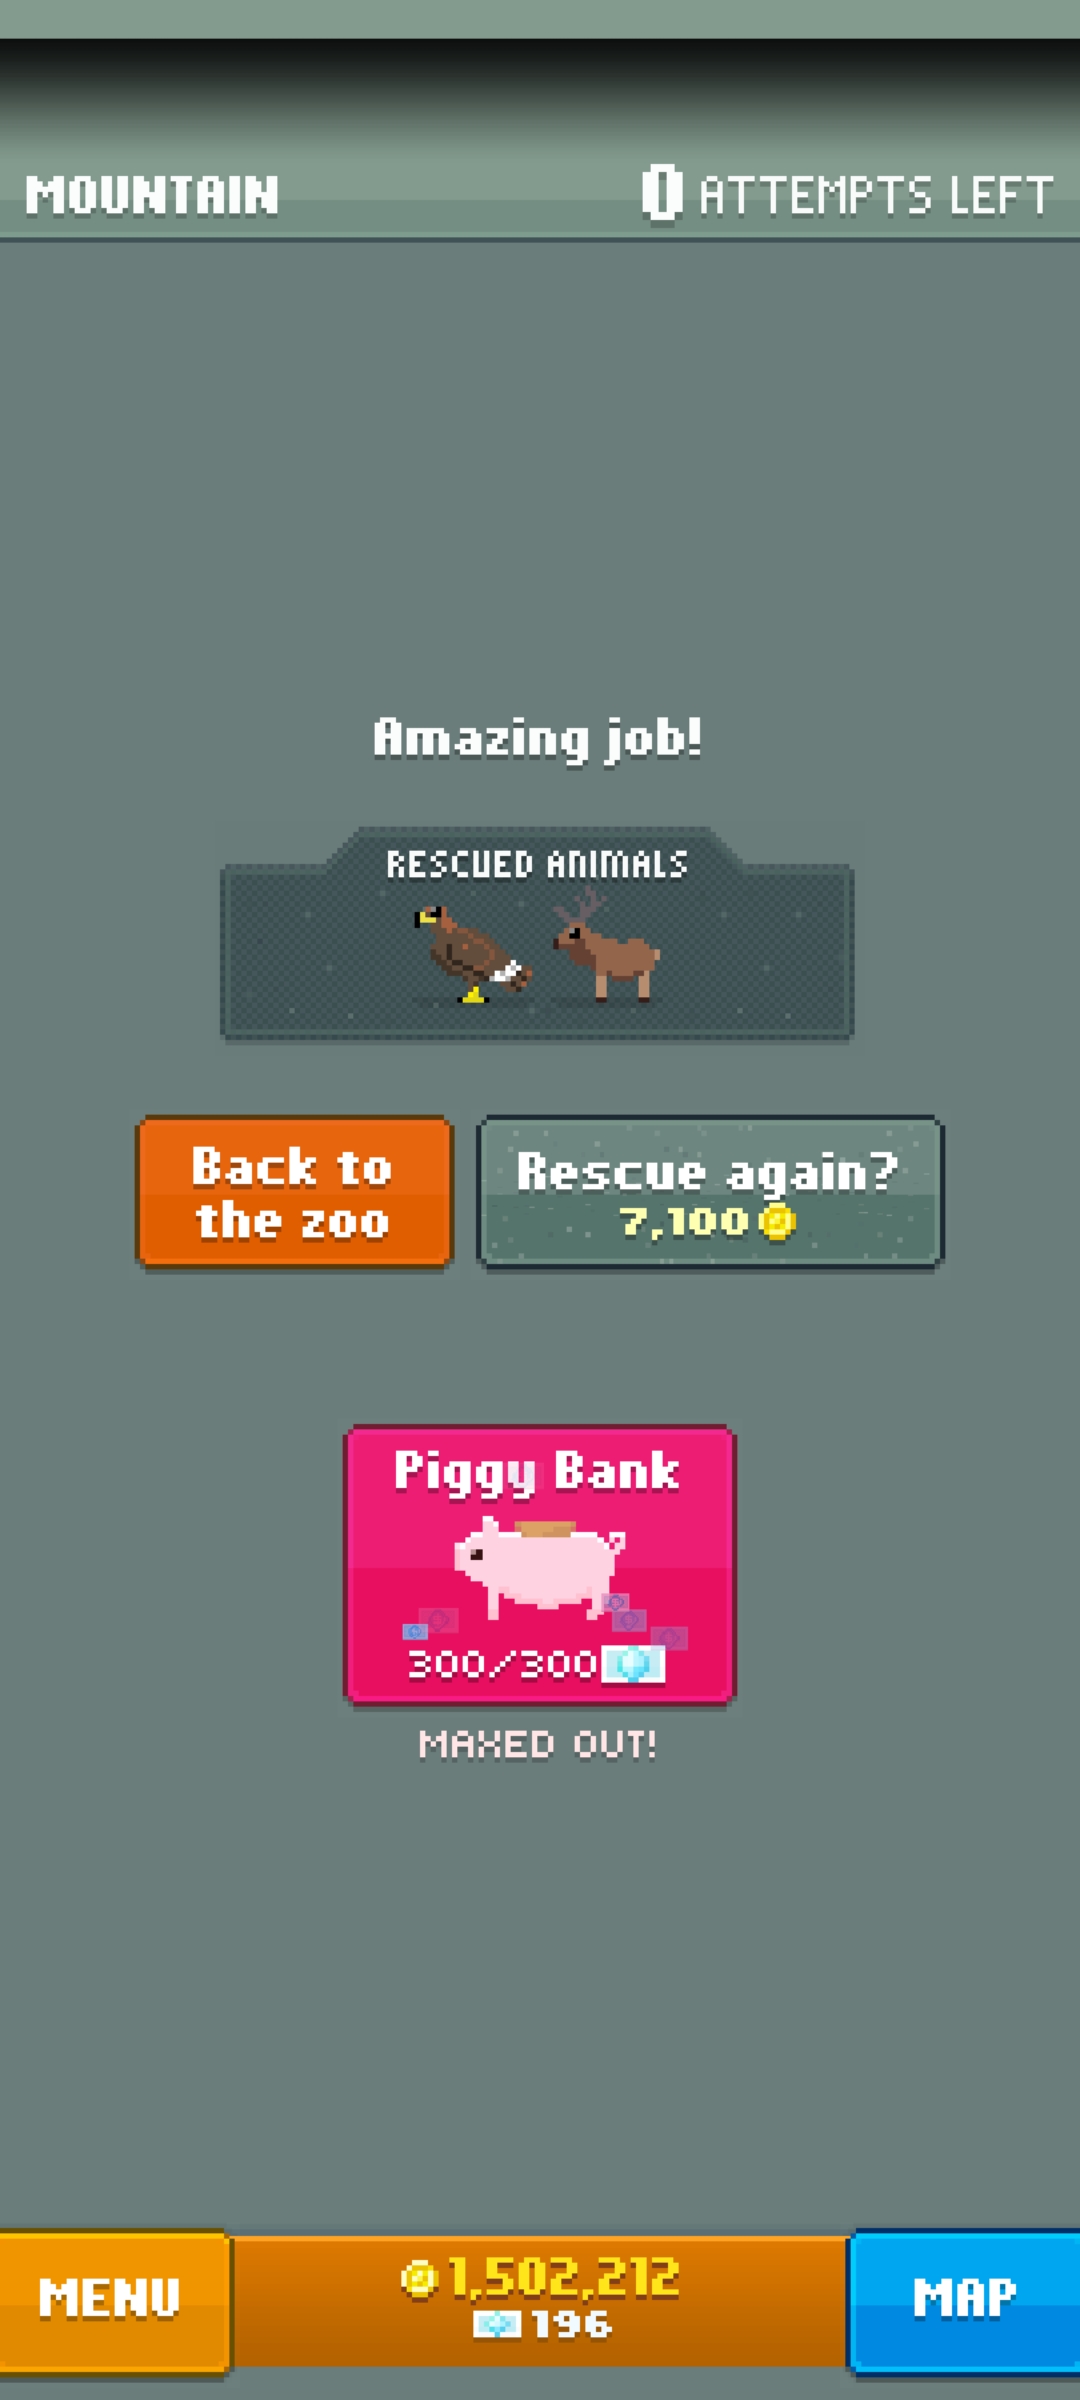 MOUNTAIN
0 ATTEMPTS LEFT
Amazing job!
RESCUED ANIMALS
Back to
the zoo
Rescue again?
7,100
Piggy Bank
300/300
MAXED OUT!
MENU
1,502,212
196
MAP